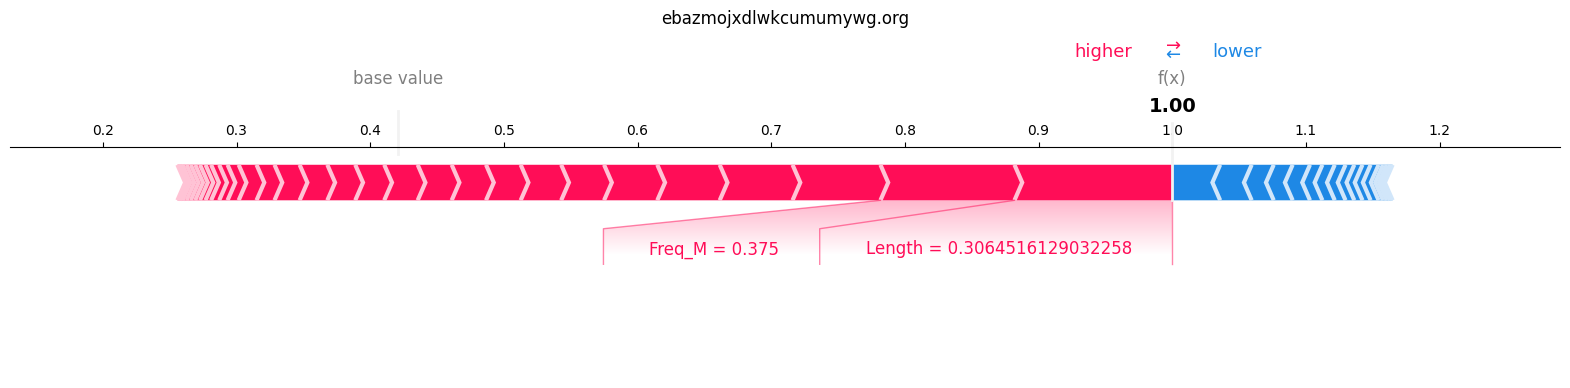 ebazmojxdlwkcumumywg.org
higher ⇄ lower
base value f(x)
1.00
0.2 0.3 0.4 0.5 0.6 0.7 0.8 0.9 1.0 1.1 1.2
Freq_M = 0.375 Length = 0.3064516129032258